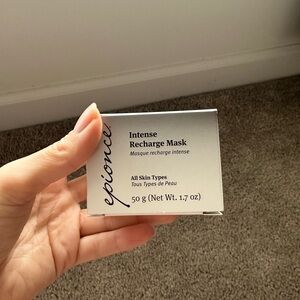 epionce
Intense
Recharge Mask
Masque recharge intense
All Skin Types
Tous Types de Peau
50 g (Net Wt. 1.7 oz)